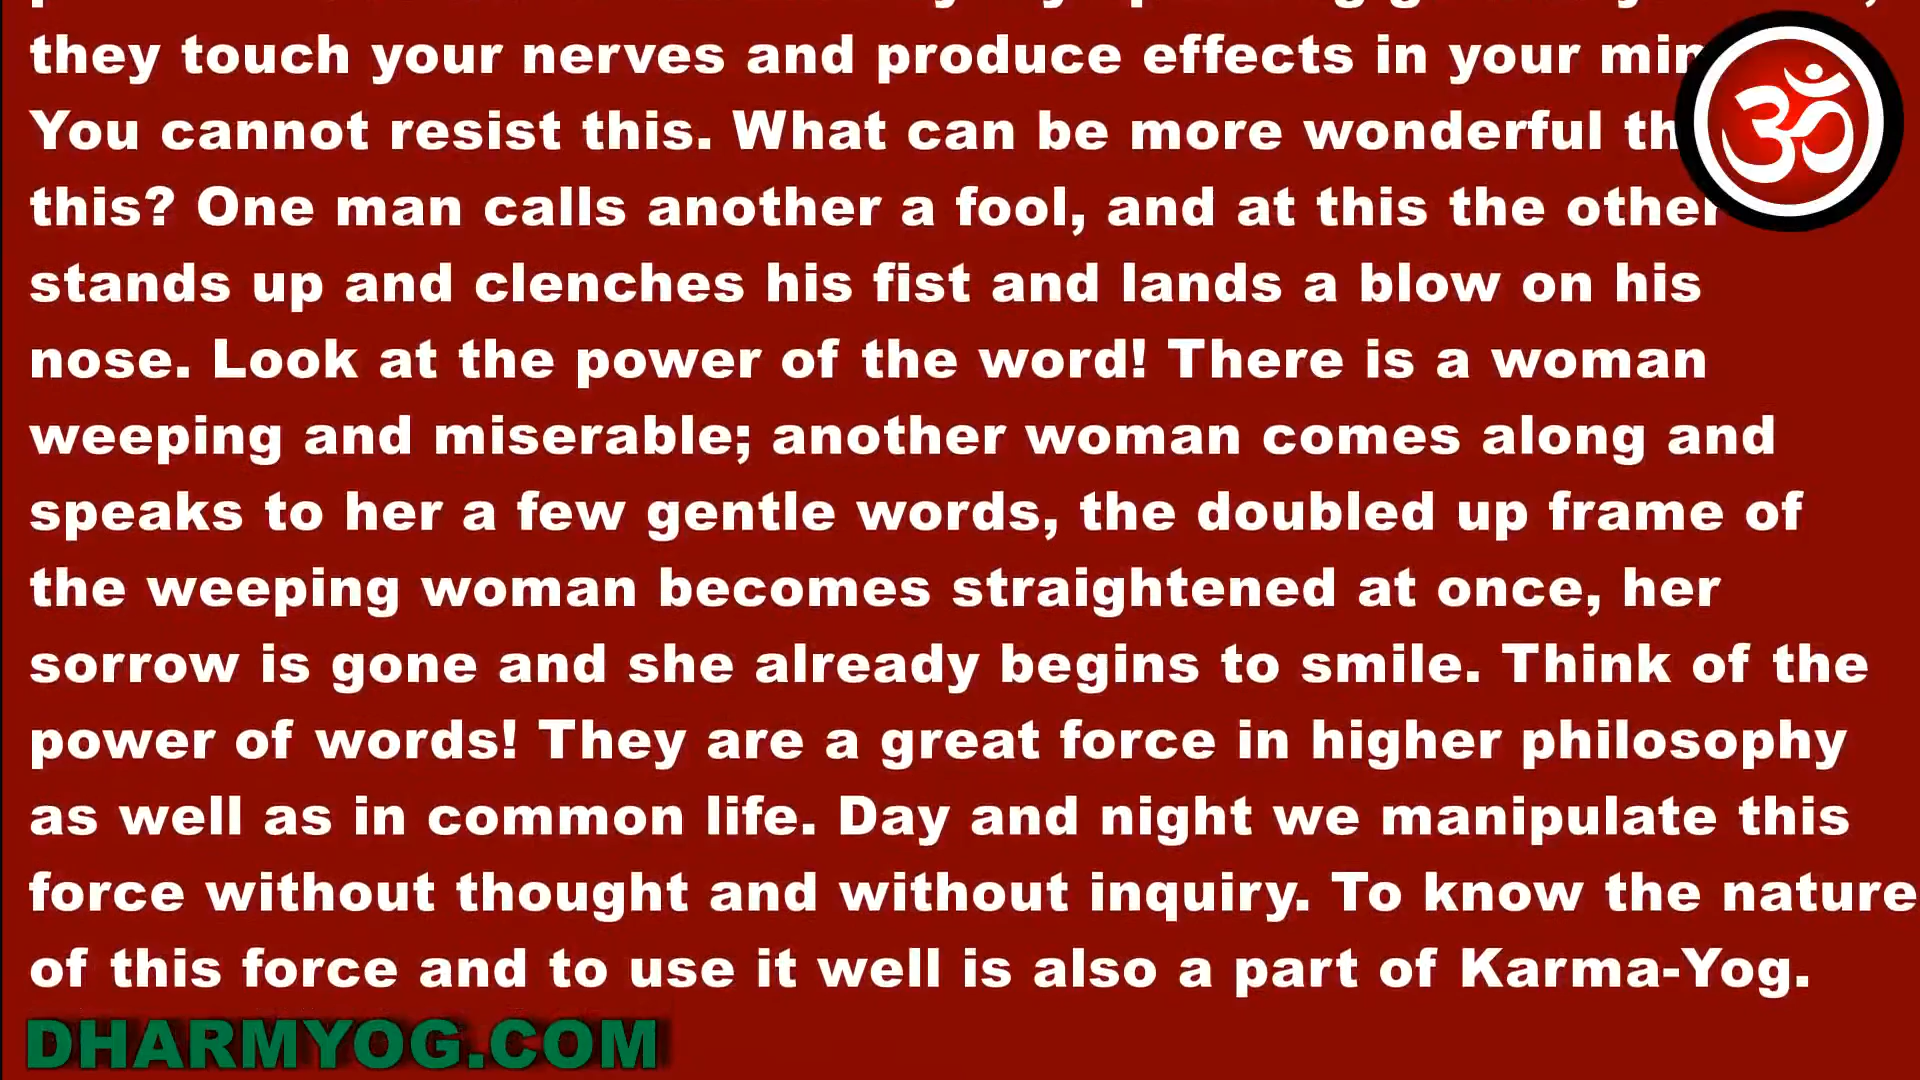 they touch your nerves and produce effects in your
You cannot resist this. What can be more wonderful
this? One man calls another a fool, and at this the other
stands up and clenches his fist and lands a blow on his
nose. Look at the power of the word! There is a woman
weeping and miserable; another woman comes along and
speaks to her a few gentle words, the doubled up frame of
the weeping woman becomes straightened at once, her
sorrow is gone and she already begins to smile. Think of the
power of words! They are a great force in higher philosophy
as well as in common life. Day and night we manipulate this
force without thought and without inquiry. To know the nature
of this force and to use it well is also a part of Karma-Yog.
ॐ
DHARMYOG.COM